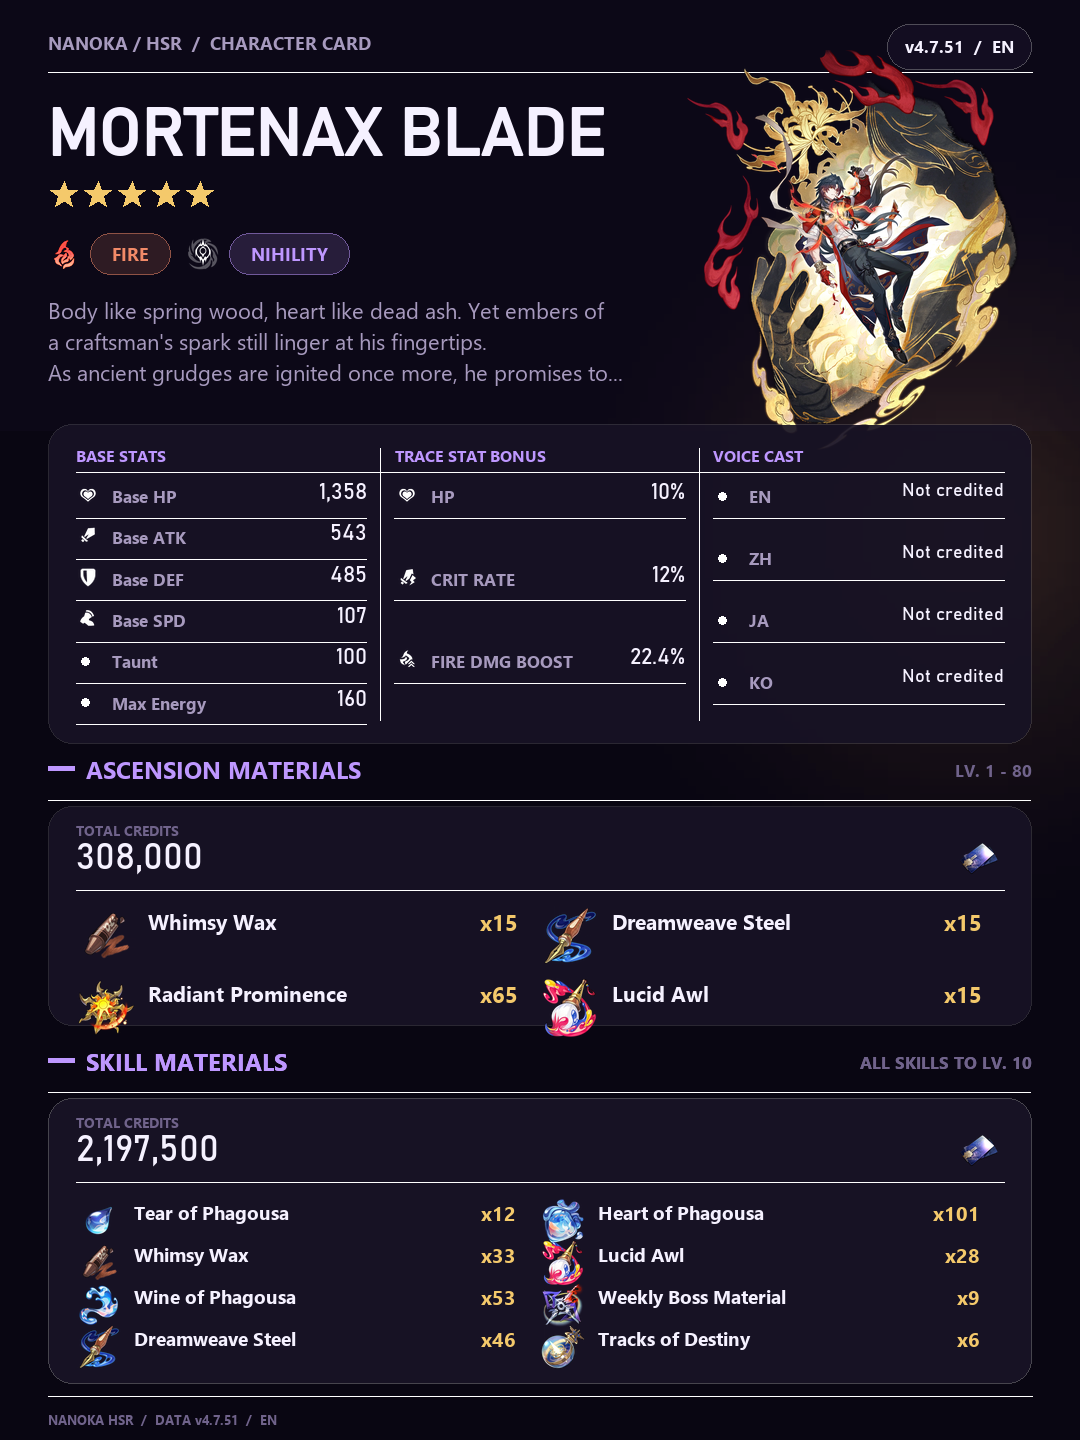 NANOKA / HSR / CHARACTER CARD
v4.7.51 / EN
MORTENAX BLADE
FIRE
NIHILITY
Body like spring wood, heart like dead ash. Yet embers of
a craftsman's spark still linger at his fingertips.
As ancient grudges are ignited once more, he promises to...
BASE STATS
Base HP 1,358
Base ATK 543
Base DEF 485
Base SPD 107
Taunt 100
Max Energy 160
TRACE STAT BONUS
HP 10%
CRIT RATE 12%
FIRE DMG BOOST 22.4%
VOICE CAST
EN Not credited
ZH Not credited
JA Not credited
KO Not credited
ASCENSION MATERIALS
LV. 1 - 80
TOTAL CREDITS
308,000
Whimsy Wax x15
Dreamweave Steel x15
Radiant Prominence x65
Lucid Awl x15
SKILL MATERIALS
ALL SKILLS TO LV. 10
TOTAL CREDITS
2,197,500
Tear of Phagousa x12
Heart of Phagousa x101
Whimsy Wax x33
Lucid Awl x28
Wine of Phagousa x53
Weekly Boss Material x9
Dreamweave Steel x46
Tracks of Destiny x6
NANOKA HSR / DATA v4.7.51 / EN